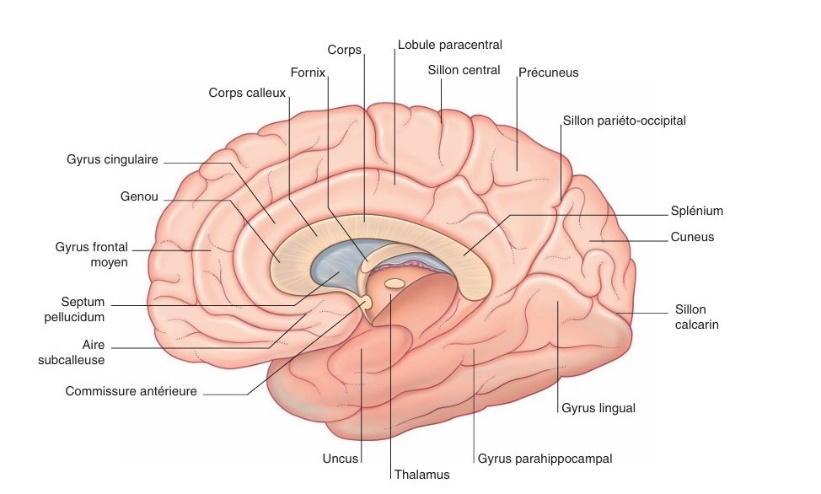 Corps
Lobule paracentral
Fornix
Sillon central
Précuneus
Corps calleux
Sillon pariéto-occipital
Gyrus cingulaire
Genou
Splénium
Cuneus
Gyrus frontal
moyen
Septum
pellucidum
Sillon
calcarin
Aire
subcalleuse
Commissure antérieure
Gyrus lingual
Uncus
Gyrus parahippocampal
Thalamus